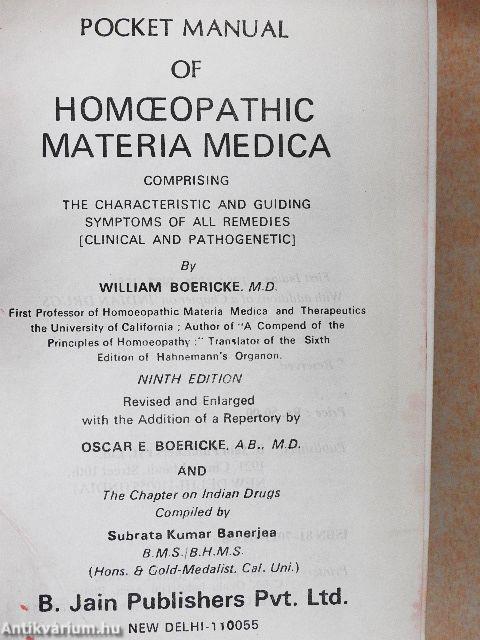 POCKET MANUAL
OF
HOMŒOPATHIC
MATERIA MEDICA
COMPRISING
THE CHARACTERISTIC AND GUIDING
SYMPTOMS OF ALL REMEDIES
[CLINICAL AND PATHOGENETIC]
By
WILLIAM BOERICKE, M.D.
First Professor of Homoeopathic Materia Medica and Therapeutics
the University of California ; Author of "A Compend of the
Principles of Homoeopathy ;" Translator of the Sixth
Edition of Hahnemann's Organon.
NINTH EDITION
Revised and Enlarged
with the Addition of a Repertory by
OSCAR E. BOERICKE, A.B., M.D.
AND
The Chapter on Indian Drugs
Compiled by
Subrata Kumar Banerjea
B.M.S./B.H.M.S.
(Hons. & Gold-Medalist, Cal. Uni.)
B. Jain Publishers Pvt. Ltd.
NEW DELHI-110055
Antikvárium.hu